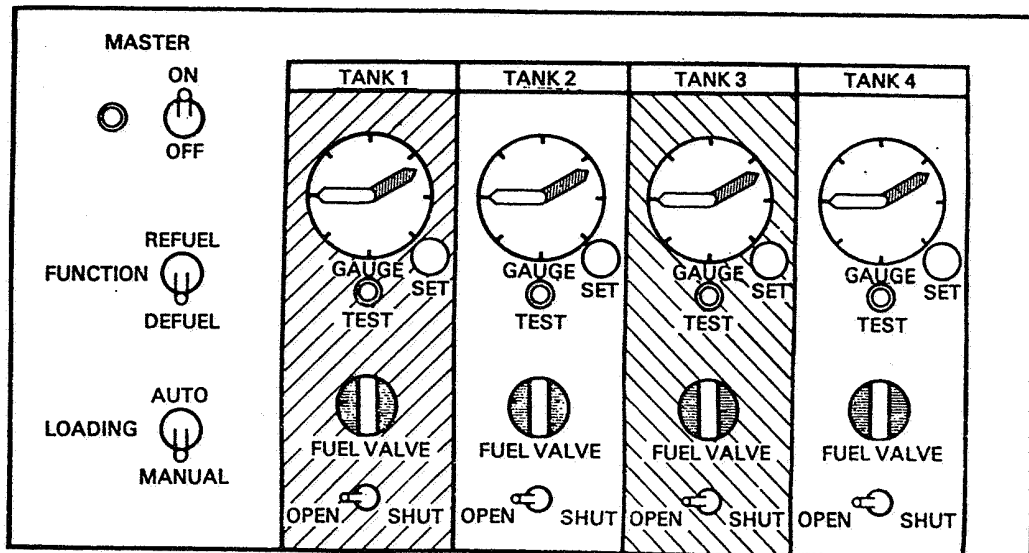 MASTER
ON
OFF
REFUEL
FUNCTION
DEFUEL
AUTO
LOADING
MANUAL
TANK 1
GAUGE
SET
TEST
FUEL VALVE
OPEN SHUT
TANK 2
GAUGE
SET
TEST
FUEL VALVE
OPEN SHUT
TANK 3
GAUGE
SET
TEST
FUEL VALVE
OPEN SHUT
TANK 4
GAUGE
SET
TEST
FUEL VALVE
OPEN SHUT